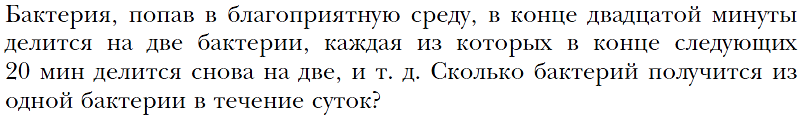 Бактерия, попав в благоприятную среду, в конце двадцатой минуты
делится на две бактерии, каждая из которых в конце следующих
20 мин делится снова на две, и т. д. Сколько бактерий получится из
одной бактерии в течение суток?